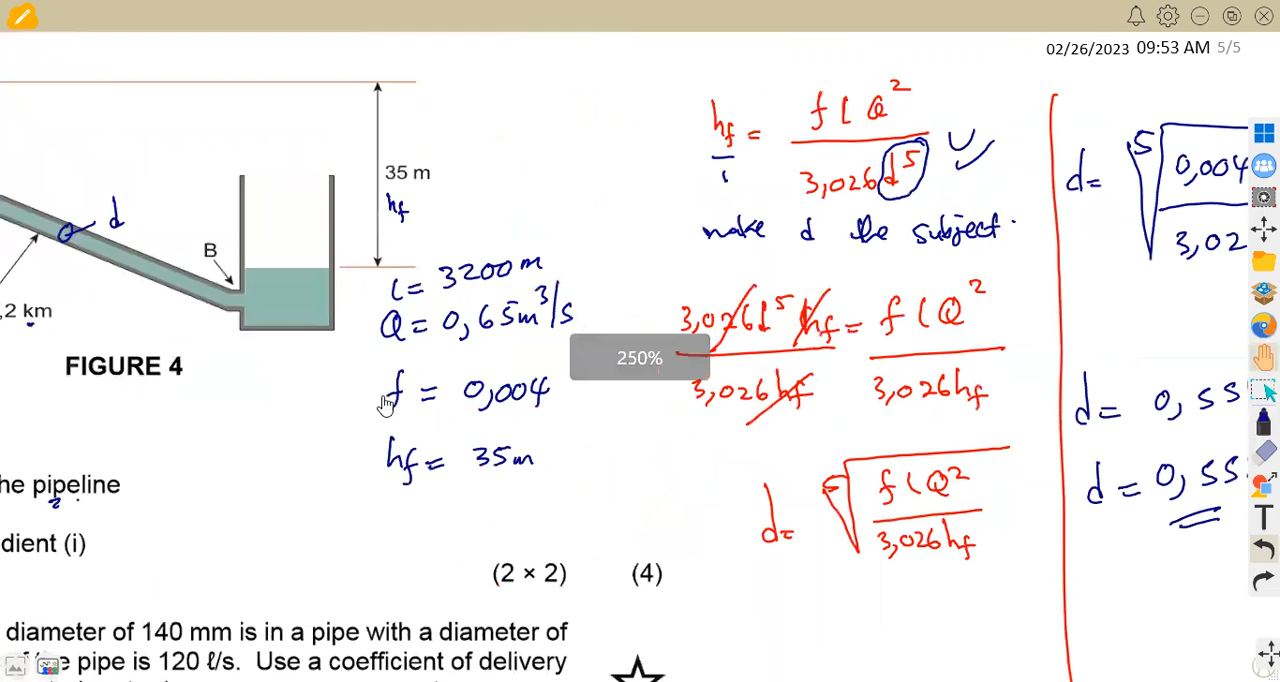 02/26/2023 09:53 AM 5/5
35 m
hf
d
B
,2 km
FIGURE 4
l = 3200 m
Q = 0,65 m³/s
f = 0,004
hf = 35m
250%
he pipeline
dient (i)
(2 × 2) (4)
diameter of 140 mm is in a pipe with a diameter of
the pipe is 120 ℓ/s. Use a coefficient of delivery
hf = f l Q² / 3,026 d⁵
make d the subject.
3,026 d⁵ hf / 3,026 hf = f l Q² / 3,026 hf
d = ⁵√(f l Q² / 3,026 hf)
d = ⁵√(0,004 / 3,02
d = 0,55
d = 0,55
T